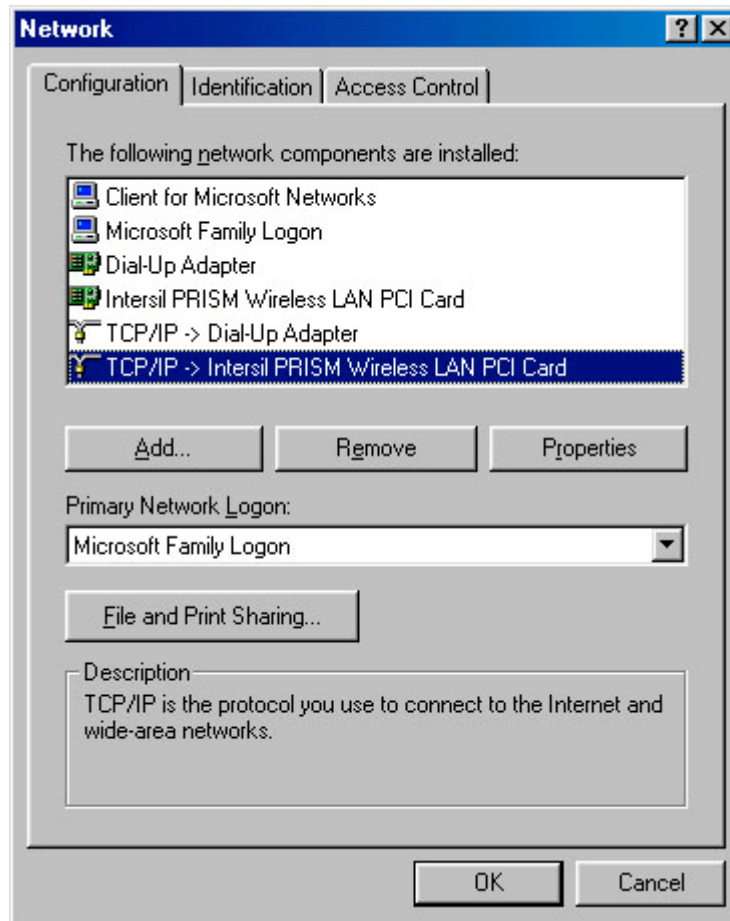 Network
Configuration Identification Access Control
The following network components are installed:
Client for Microsoft Networks
Microsoft Family Logon
Dial-Up Adapter
Intersil PRISM Wireless LAN PCI Card
TCP/IP -> Dial-Up Adapter
TCP/IP -> Intersil PRISM Wireless LAN PCI Card
Add... Remove Properties
Primary Network Logon:
Microsoft Family Logon
File and Print Sharing...
Description
TCP/IP is the protocol you use to connect to the Internet and
wide-area networks.
OK Cancel